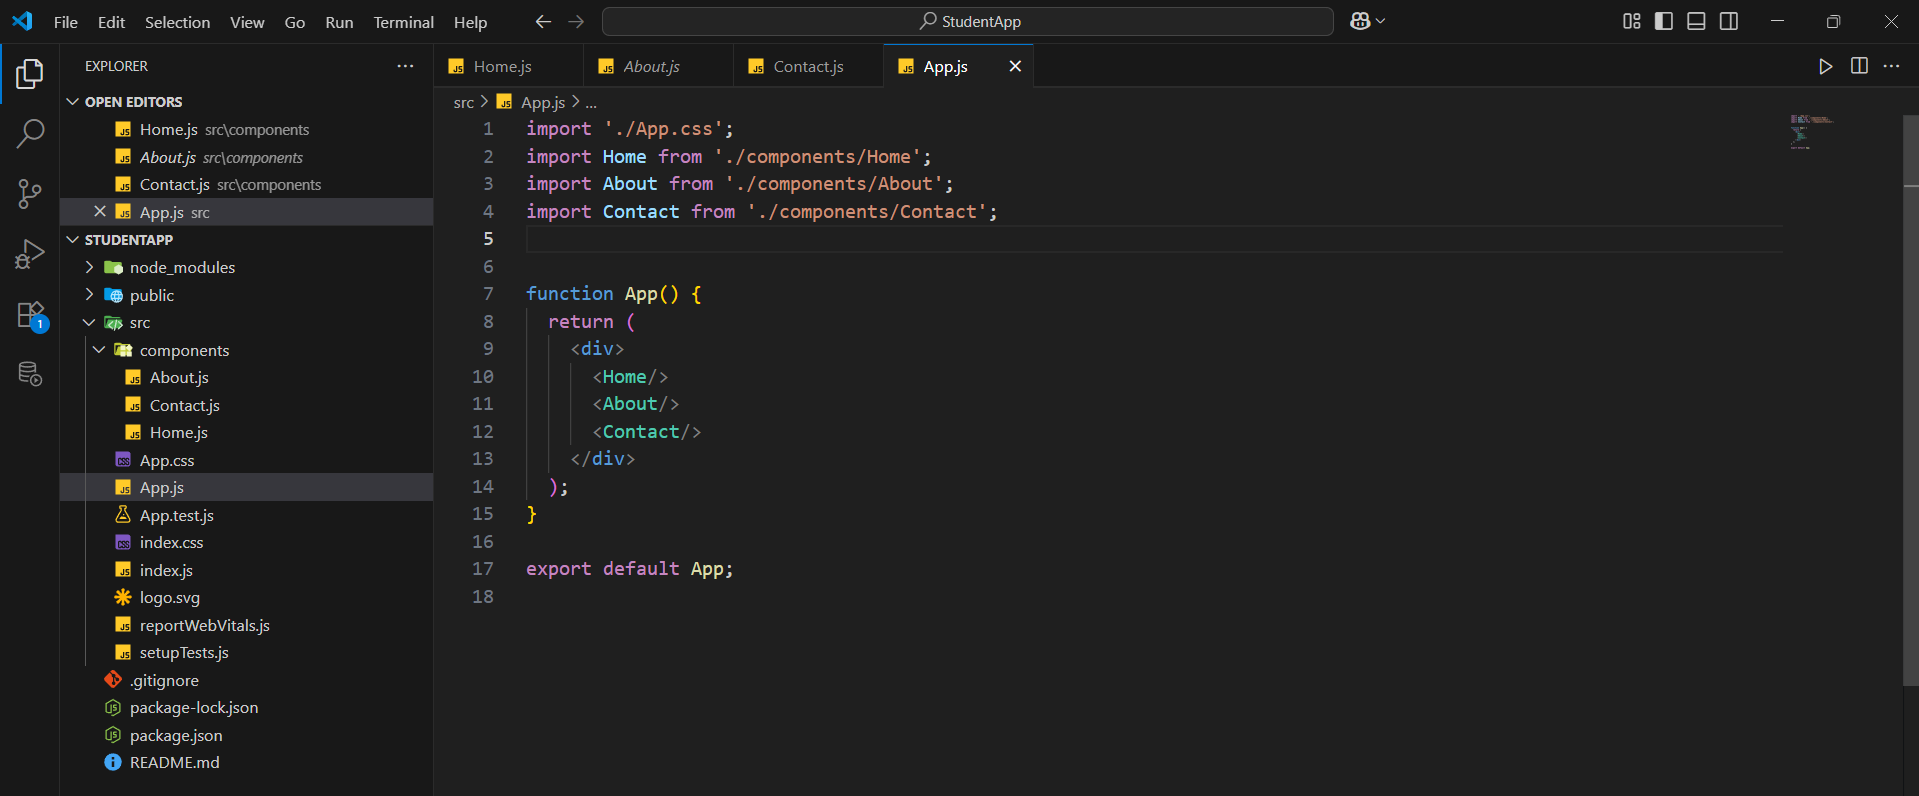 File Edit Selection View Go Run Terminal Help StudentApp
EXPLORER
OPEN EDITORS
Home.js src\components
About.js src\components
Contact.js src\components
App.js src
STUDENTAPP
node_modules
public
src
components
About.js
Contact.js
Home.js
App.css
App.js
App.test.js
index.css
index.js
logo.svg
reportWebVitals.js
setupTests.js
.gitignore
package-lock.json
package.json
README.md
1
Home.js About.js Contact.js App.js
src > App.js > ...
1 import './App.css';
2 import Home from './components/Home';
3 import About from './components/About';
4 import Contact from './components/Contact';
5
6
7 function App() {
8 return (
9 <div>
10 <Home/>
11 <About/>
12 <Contact/>
13 </div>
14 );
15 }
16
17 export default App;
18